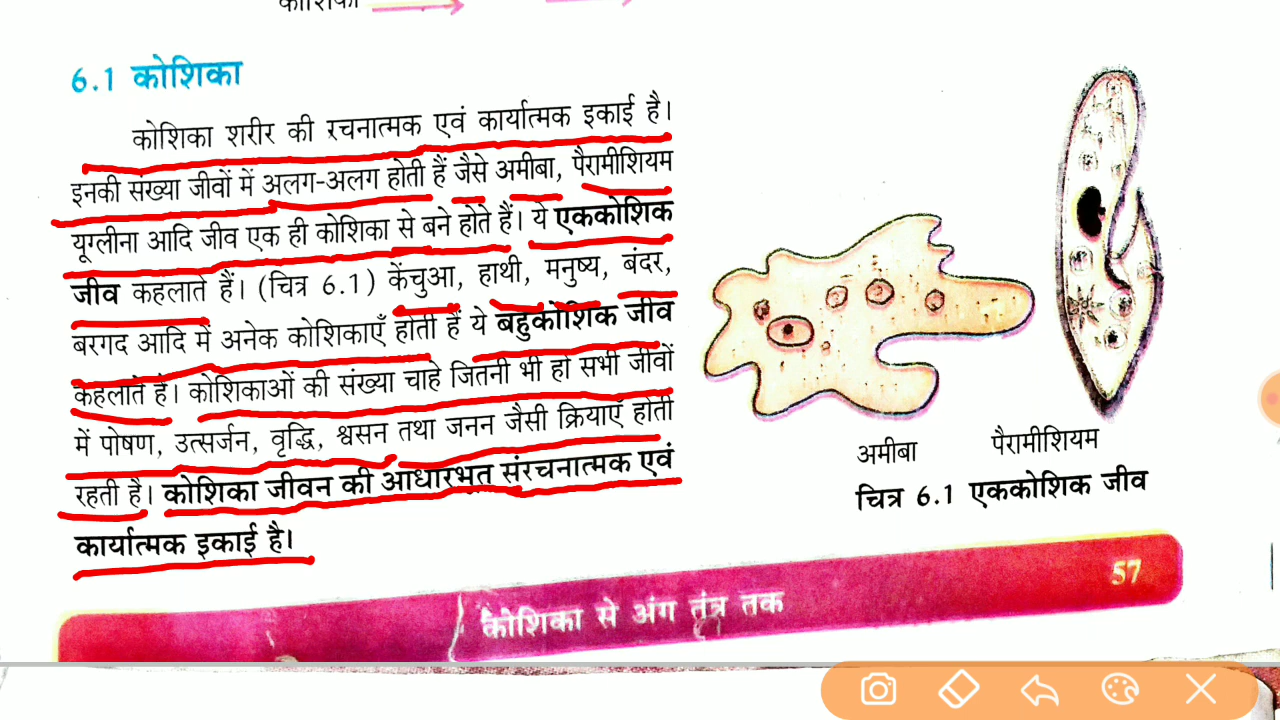 कोशिका
6.1 कोशिका
कोशिका शरीर की रचनात्मक एवं कार्यात्मक इकाई है।
इनकी संख्या जीवों में अलग-अलग होती हैं जैसे अमीबा, पैरामीशियम
यूग्लीना आदि जीव एक ही कोशिका से बने होते हैं। ये एककोशिक
जीव कहलाते हैं। (चित्र 6.1) केंचुआ, हाथी, मनुष्य, बंदर,
बरगद आदि में अनेक कोशिकाएँ होती हैं ये बहुकोशिक जीव
कहलाते हैं। कोशिकाओं की संख्या चाहे जितनी भी हो सभी जीवों
में पोषण, उत्सर्जन, वृद्धि, श्वसन तथा जनन जैसी क्रियाएँ होती
रहती है। कोशिका जीवन की आधारभूत संरचनात्मक एवं
कार्यात्मक इकाई है।
अमीबा
पैरामीशियम
चित्र 6.1 एककोशिक जीव
57
कोशिका से अंग तंत्र तक